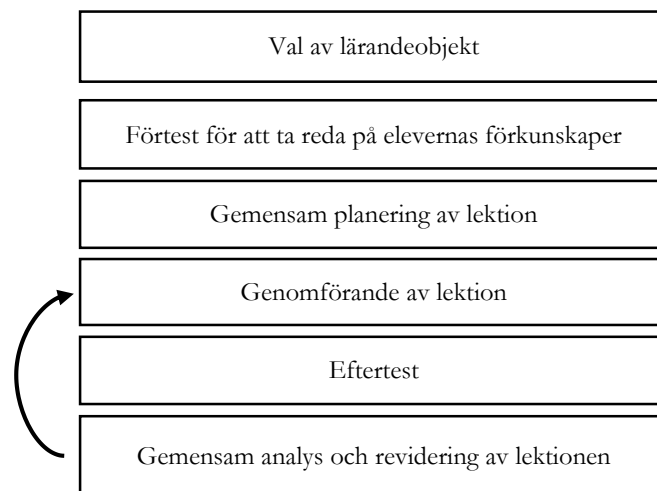 Val av lärandeobjekt
Förtest för att ta reda på elevernas förkunskaper
Gemensam planering av lektion
Genomförande av lektion
Eftertest
Gemensam analys och revidering av lektionen